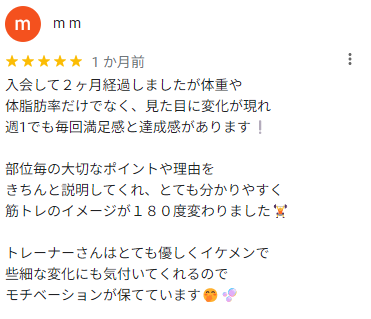 m
m m
★★★★★ 1 か月前
入会して２ヶ月経過しましたが体重や
体脂肪率だけでなく、見た目に変化が現れ
週1でも毎回満足感と達成感があります❕
部位毎の大切なポイントや理由を
きちんと説明してくれ、とても分かりやすく
筋トレのイメージが１８０度変わりました🏋️
トレーナーさんはとても優しくイケメンで
些細な変化にも気付いてくれるので
モチベーションが保てています🤭🫧